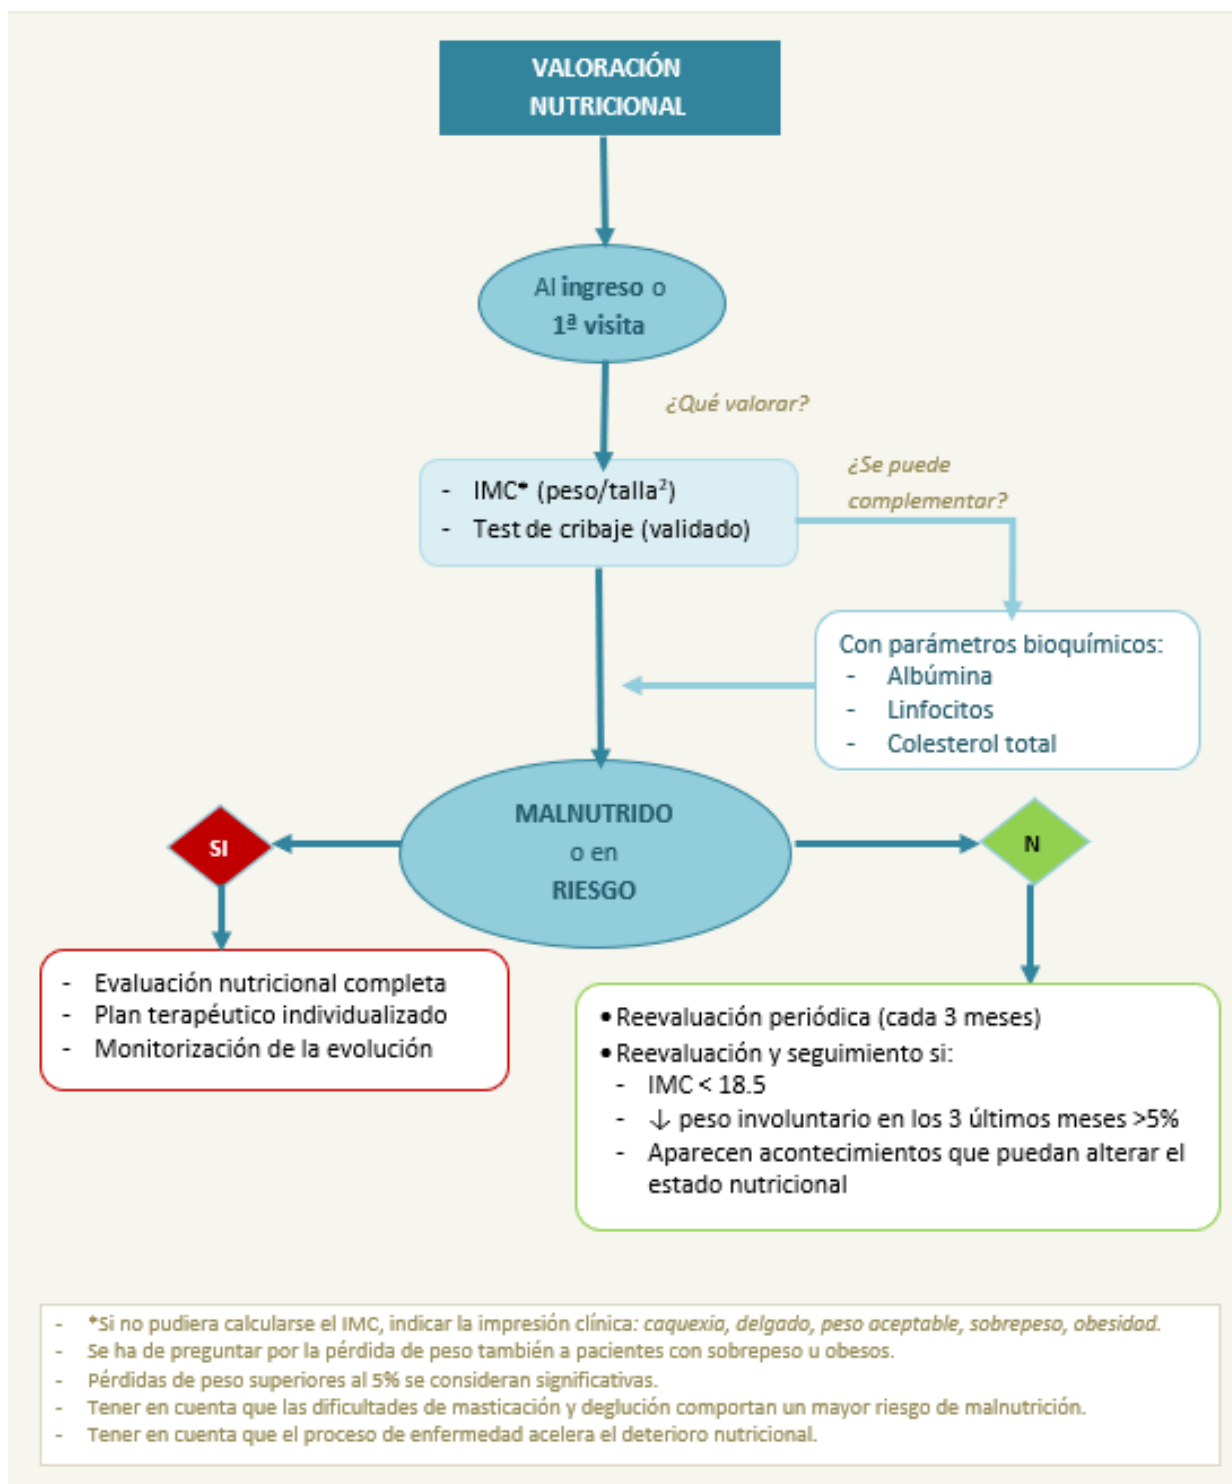 VALORACIÓN
NUTRICIONAL
Al ingreso o
1ª visita
¿Qué valorar?
- IMC* (peso/talla²)
- Test de cribaje (validado)
¿Se puede
complementar?
Con parámetros bioquímicos:
- Albúmina
- Linfocitos
- Colesterol total
MALNUTRIDO
o en
RIESGO
SI
N
- Evaluación nutricional completa
- Plan terapéutico individualizado
- Monitorización de la evolución
• Reevaluación periódica (cada 3 meses)
• Reevaluación y seguimiento si:
- IMC < 18.5
- ↓ peso involuntario en los 3 últimos meses >5%
- Aparecen acontecimientos que puedan alterar el
estado nutricional
- *Si no pudiera calcularse el IMC, indicar la impresión clínica: caquexia, delgado, peso aceptable, sobrepeso, obesidad.
- Se ha de preguntar por la pérdida de peso también a pacientes con sobrepeso u obesos.
- Pérdidas de peso superiores al 5% se consideran significativas.
- Tener en cuenta que las dificultades de masticación y deglución comportan un mayor riesgo de malnutrición.
- Tener en cuenta que el proceso de enfermedad acelera el deterioro nutricional.